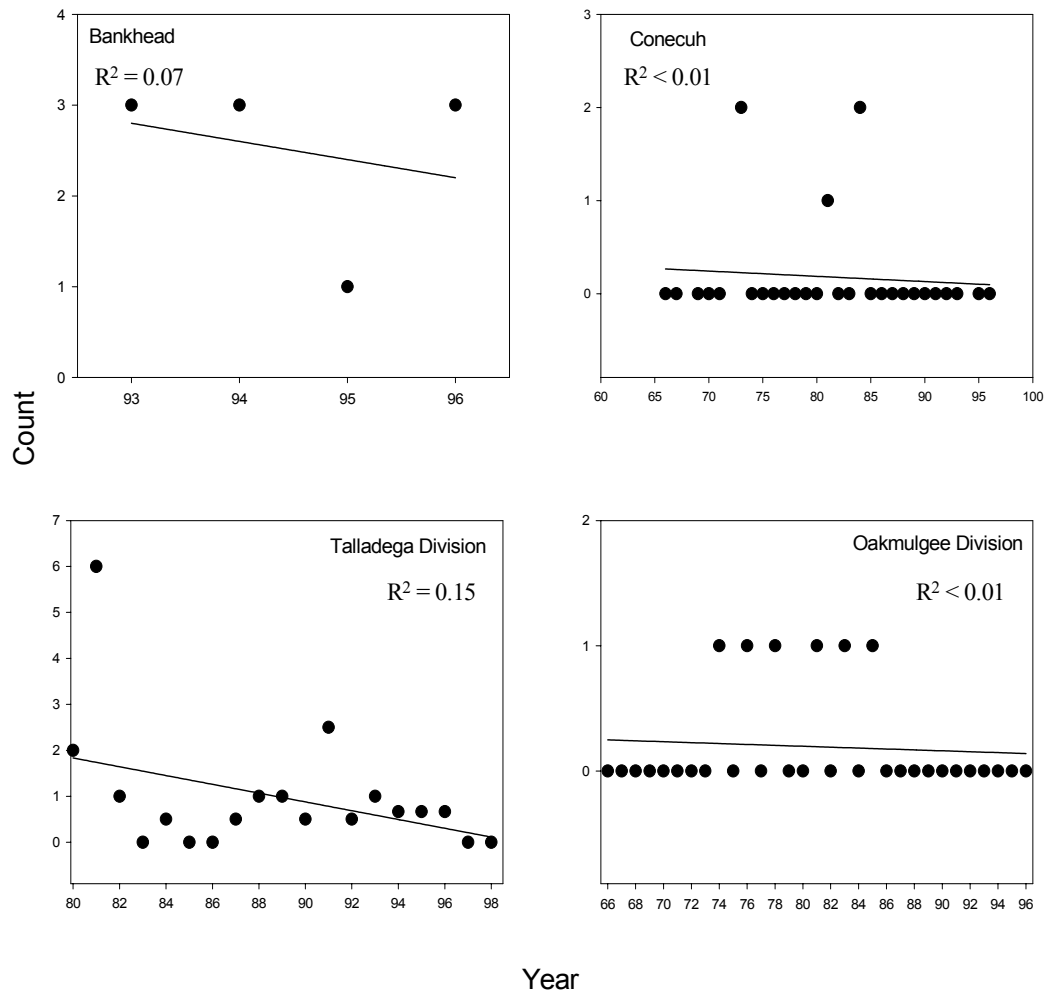 Bankhead
R² = 0.07
4
3
2
1
0
93 94 95 96
Conecuh
R² < 0.01
3
2
1
0
60 65 70 75 80 85 90 95 100
Count
Talladega Division
R² = 0.15
7
6
5
4
3
2
1
0
80 82 84 86 88 90 92 94 96 98
Oakmulgee Division
R² < 0.01
2
1
0
66 68 70 72 74 76 78 80 82 84 86 88 90 92 94 96
Year